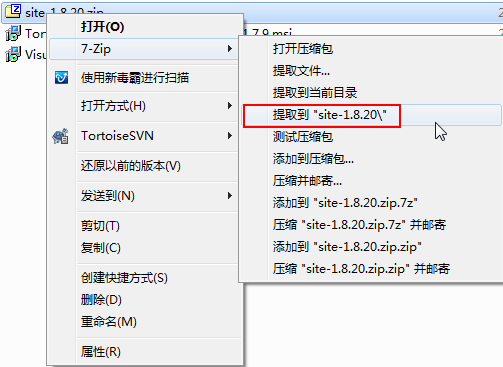 site-1.8.20.zip
Tor
1.7.9.msi
Visu
打开(O)
7-Zip
使用新毒霸进行扫描
打开方式(H)
TortoiseSVN
还原以前的版本(V)
发送到(N)
剪切(T)
复制(C)
创建快捷方式(S)
删除(D)
重命名(M)
属性(R)
打开压缩包
提取文件...
提取到当前目录
提取到 "site-1.8.20\"
测试压缩包
添加到压缩包...
压缩并邮寄...
添加到 "site-1.8.20.zip.7z"
压缩 "site-1.8.20.zip.7z" 并邮寄
添加到 "site-1.8.20.zip.zip"
压缩 "site-1.8.20.zip.zip" 并邮寄